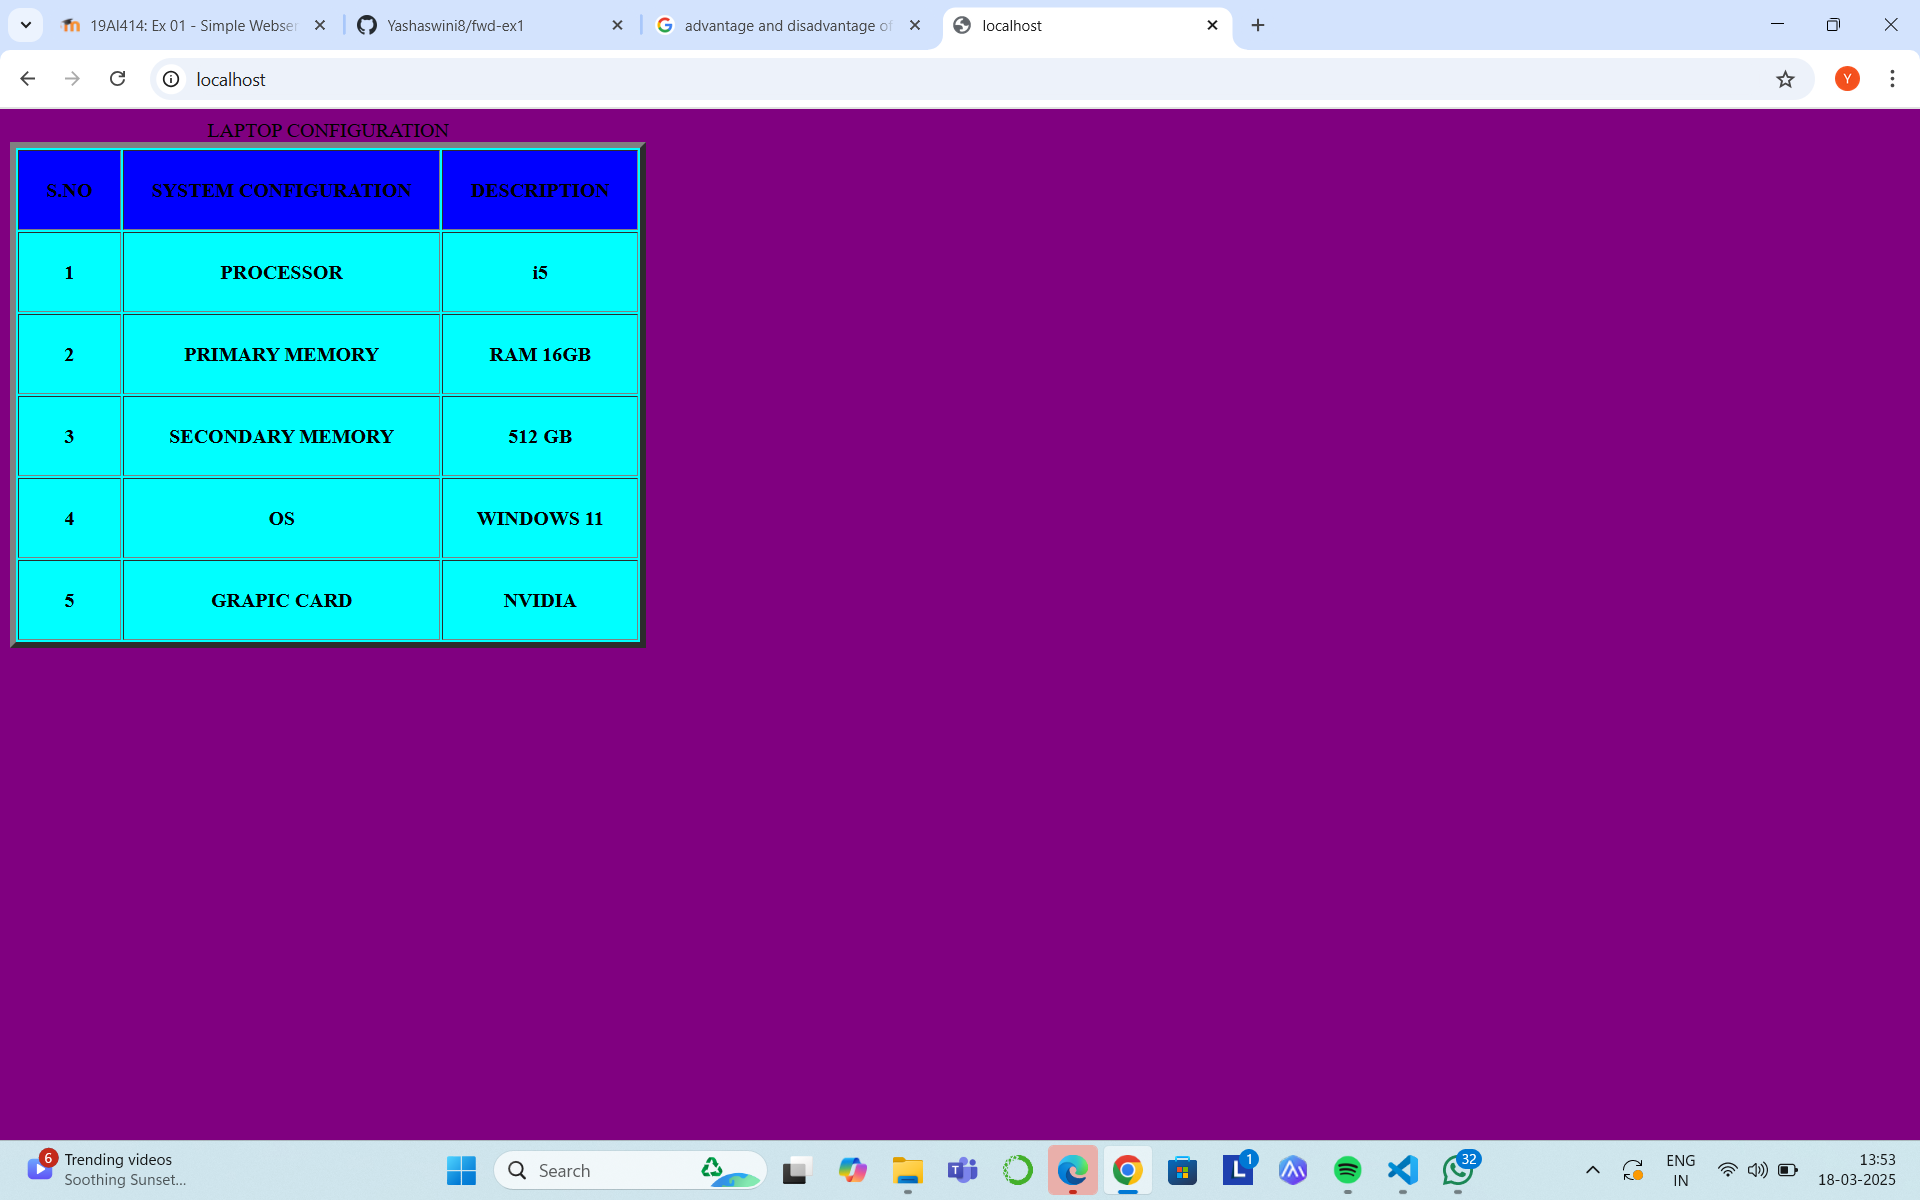 19AI414: Ex 01 - Simple Webser
Yashaswini8/fwd-ex1
advantage and disadvantage of
localhost
localhost
Y
LAPTOP CONFIGURATION
S.NO SYSTEM CONFIGURATION DESCRIPTION
1 PROCESSOR i5
2 PRIMARY MEMORY RAM 16GB
3 SECONDARY MEMORY 512 GB
4 OS WINDOWS 11
5 GRAPIC CARD NVIDIA
6
Trending videos
Soothing Sunset...
Search
L
1
32
ENG
IN
13:53
18-03-2025